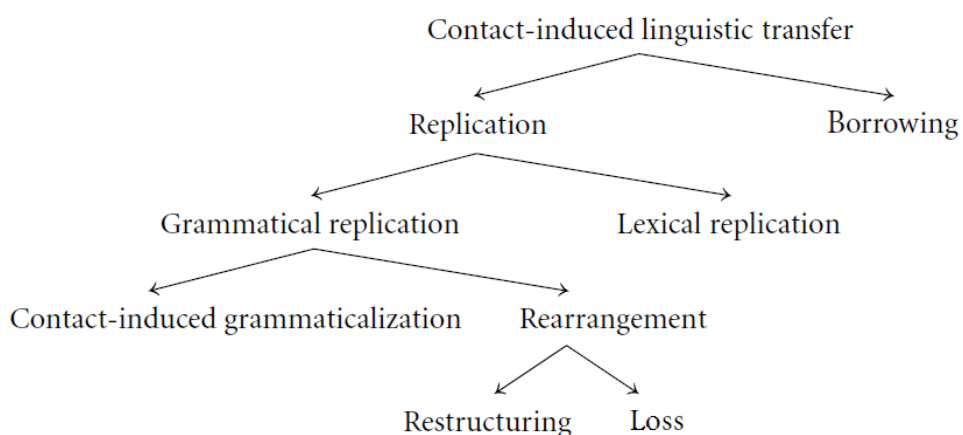 Contact-induced linguistic transfer
Replication Borrowing
Grammatical replication Lexical replication
Contact-induced grammaticalization Rearrangement
Restructuring Loss